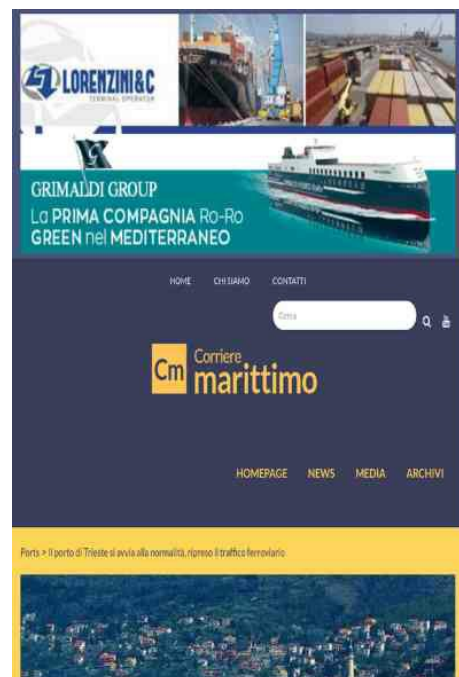 LORENZINI&C
TERMINAL OPERATOR
GRIMALDI GROUP
La PRIMA COMPAGNIA Ro-Ro
GREEN nel MEDITERRANEO
HOME CHI SIAMO CONTATTI
Cerca
Cm Corriere
marittimo
HOMEPAGE NEWS MEDIA ARCHIVI
Ports > Il porto di Trieste si avvia alla normalità, ripreso il traffico ferroviario